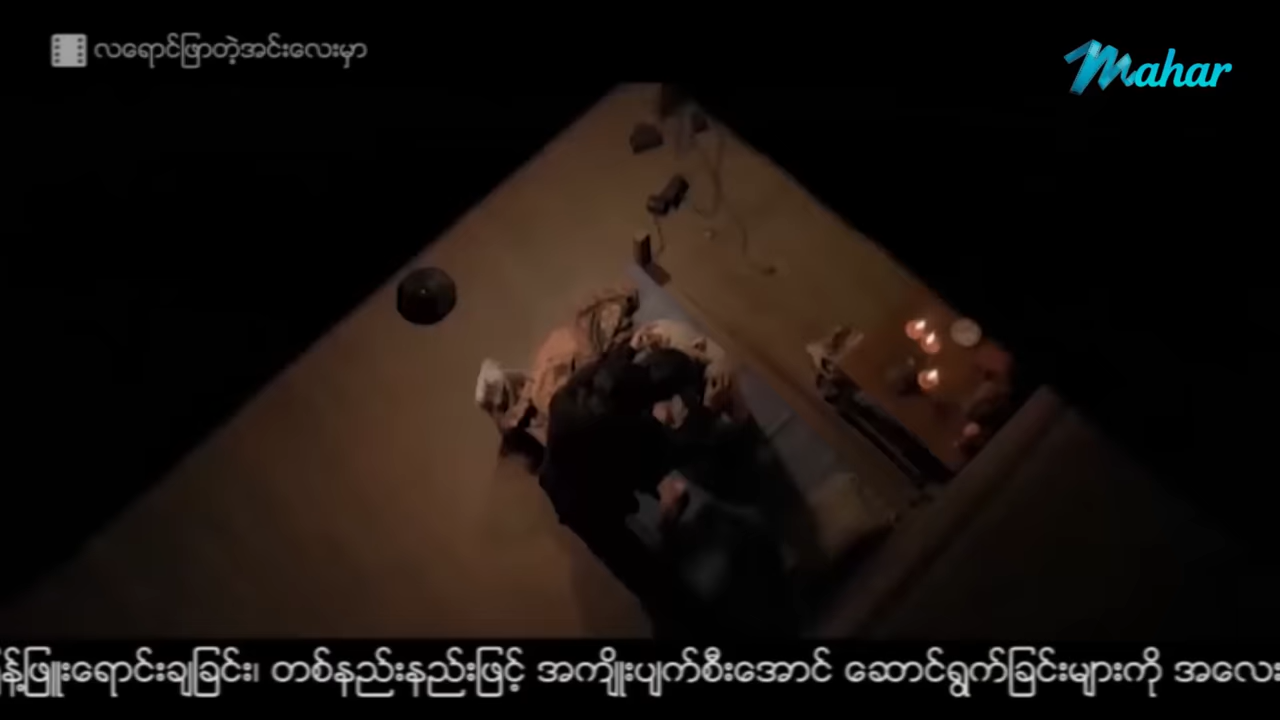 လရောင်ဖြာတဲ့အင်းလေးမှာ
Mahar
ဖြန့်ဖြူးရောင်းချခြင်း၊ တစ်နည်းနည်းဖြင့် အကျိုးပျက်စီးအောင် ဆောင်ရွက်ခြင်းများကို အလေး